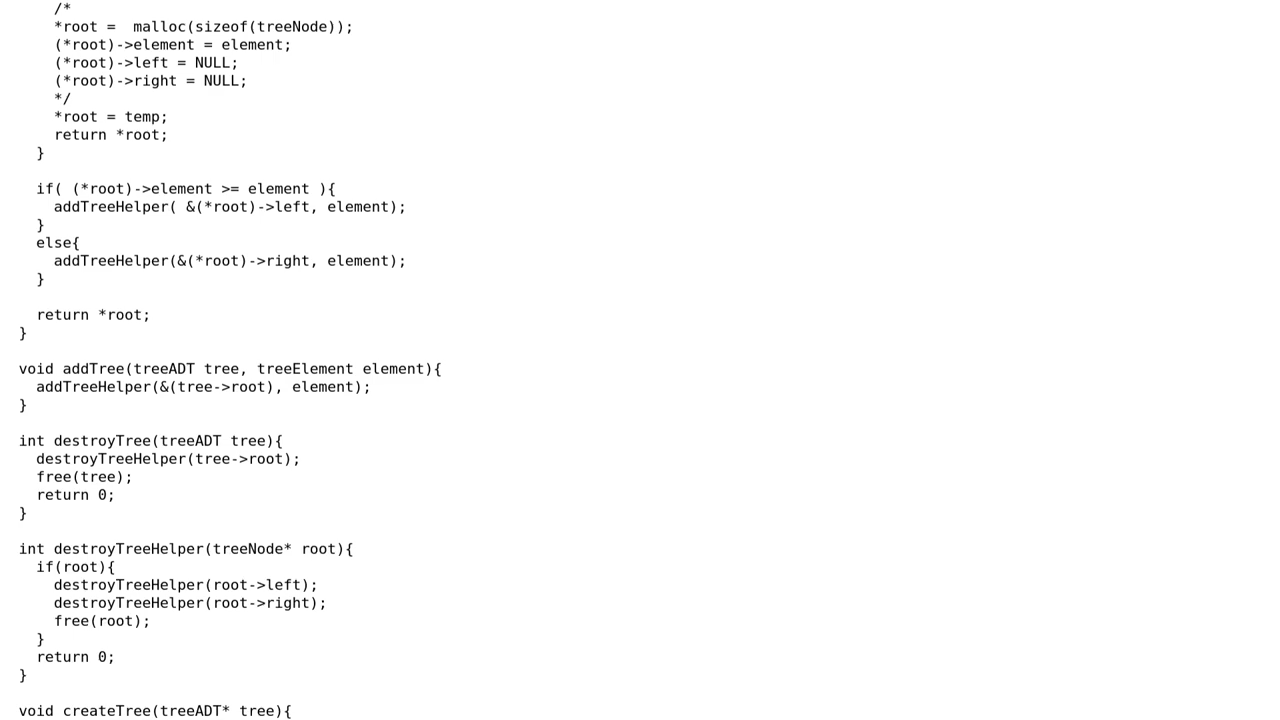 /*
*root =  malloc(sizeof(treeNode));
(*root)->element = element;
(*root)->left = NULL;
(*root)->right = NULL;
*/
*root = temp;
return *root;
}
if( (*root)->element >= element ){
addTreeHelper( &(*root)->left, element);
}
else{
addTreeHelper(&(*root)->right, element);
}
return *root;
}
void addTree(treeADT tree, treeElement element){
addTreeHelper(&(tree->root), element);
}
int destroyTree(treeADT tree){
destroyTreeHelper(tree->root);
free(tree);
return 0;
}
int destroyTreeHelper(treeNode* root){
if(root){
destroyTreeHelper(root->left);
destroyTreeHelper(root->right);
free(root);
}
return 0;
}
void createTree(treeADT* tree){